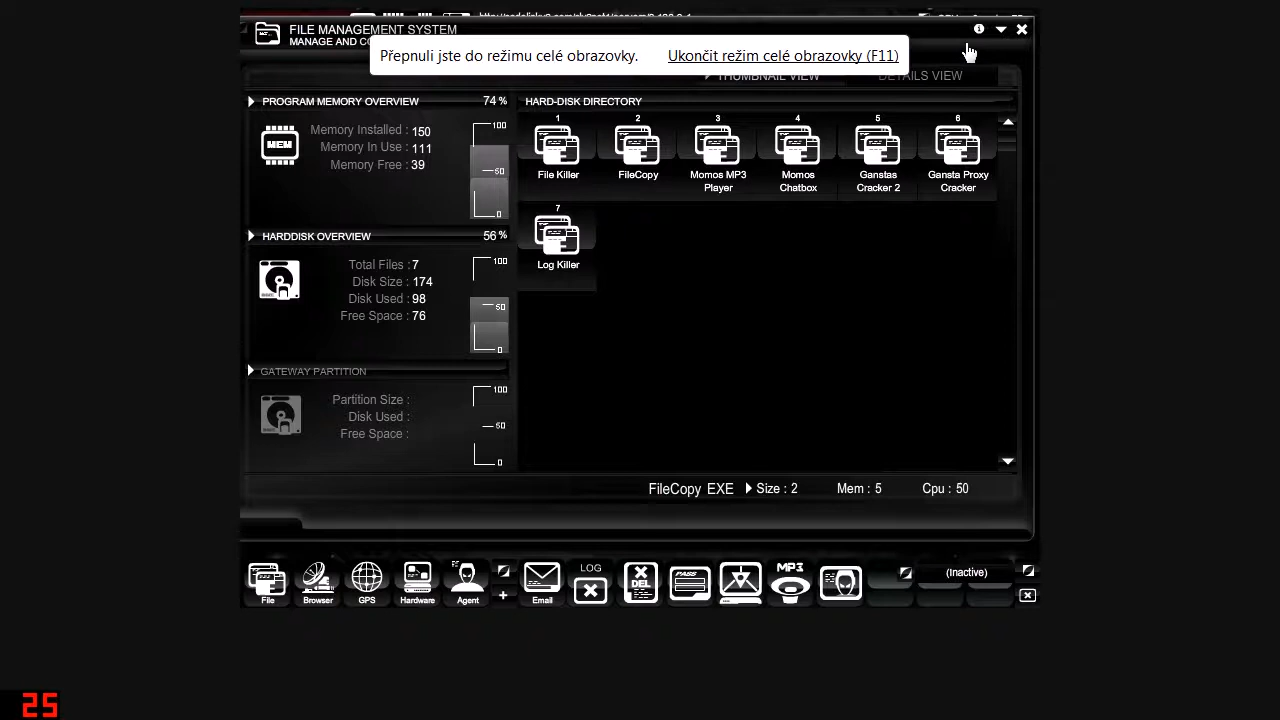 FILE MANAGEMENT SYSTEM
MANAGE AND CO
Přepnuli jste do režimu celé obrazovky. Ukončit režim celé obrazovky (F11)
THUMBNAIL VIEW DETAILS VIEW
PROGRAM MEMORY OVERVIEW 74 %
MEM
Memory Installed : 150
Memory In Use : 111
Memory Free : 39
100
50
0
HARDDISK OVERVIEW 56 %
Total Files : 7
Disk Size : 174
Disk Used : 98
Free Space : 76
100
50
0
GATEWAY PARTITION
Partition Size :
Disk Used :
Free Space :
100
50
0
HARD-DISK DIRECTORY
1 2 3 4 5 6
File Killer
FileCopy
Momos MP3
Player
Momos
Chatbox
Ganstas
Cracker 2
Gansta Proxy
Cracker
7
Log Killer
FileCopy EXE Size : 2 Mem : 5 Cpu : 50
File Browser GPS Hardware Agent + Email
LOG
DEL
PASS
MP3
(Inactive)
25